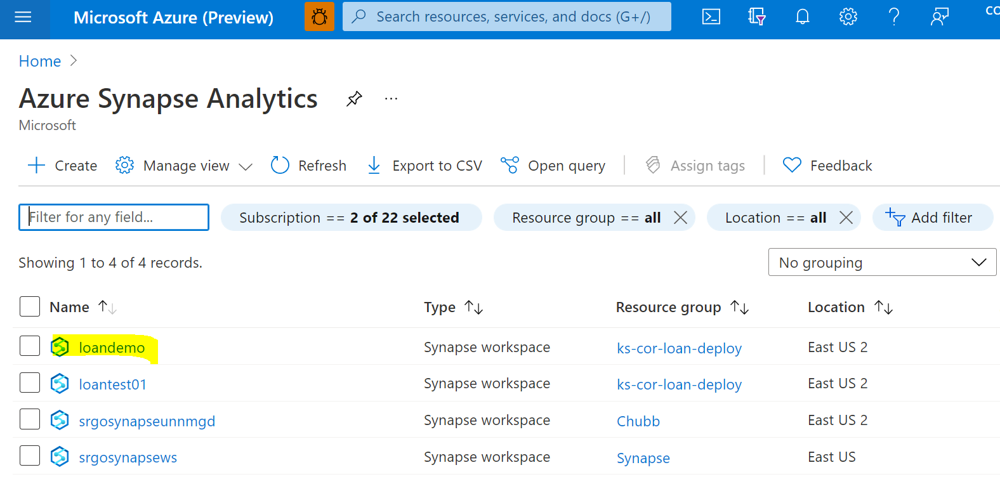 Microsoft Azure (Preview) Search resources, services, and docs (G+/) CO
Home
Azure Synapse Analytics ...
Microsoft
Create Manage view Refresh Export to CSV Open query Assign tags Feedback
Filter for any field... Subscription == 2 of 22 selected Resource group == all Location == all Add filter
Showing 1 to 4 of 4 records. No grouping
Name Type Resource group Location
loandemo Synapse workspace ks-cor-loan-deploy East US 2
loantest01 Synapse workspace ks-cor-loan-deploy East US 2
srgosynapseunnmgd Synapse workspace Chubb East US 2
srgosynapsews Synapse workspace Synapse East US